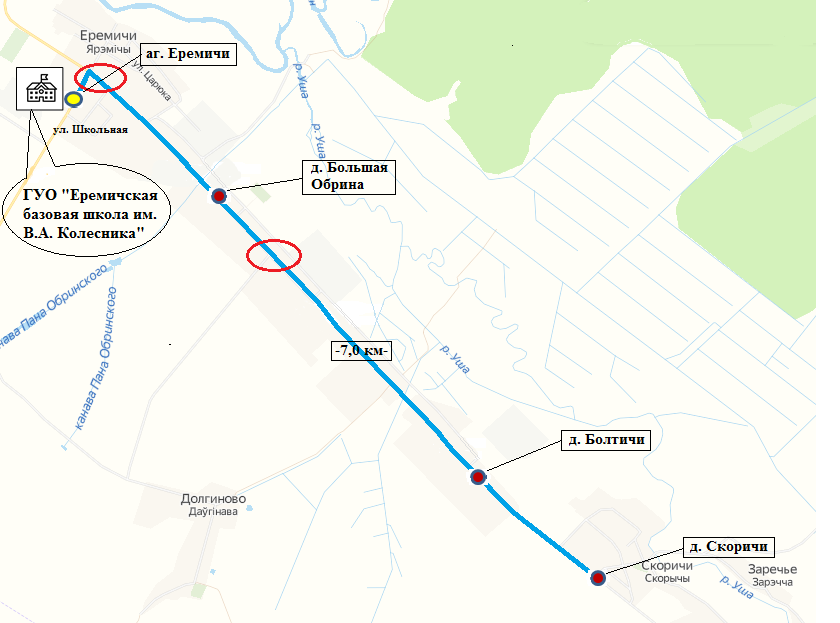 Еремичи
Ярэмічы
аг. Еремичи
ул. Царюка
р. Уша
ул. Школьная
р. Уша
д. Большая
Обрина
ГУО "Еремичская
базовая школа им.
В.А. Колесника"
нава Пана Обринского
канава Пана Обринского
-7,0 км-
р. Уша
д. Болтичи
Долгиново
Даўгінава
д. Скоричи
Скоричи
Скорычы
Заречье
Зарэчча
р. Уша